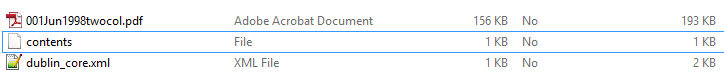 001Jun1998twocol.pdf Adobe Acrobat Document 156 KB No 193 KB
contents File 1 KB No 1 KB
dublin_core.xml XML File 1 KB No 2 KB